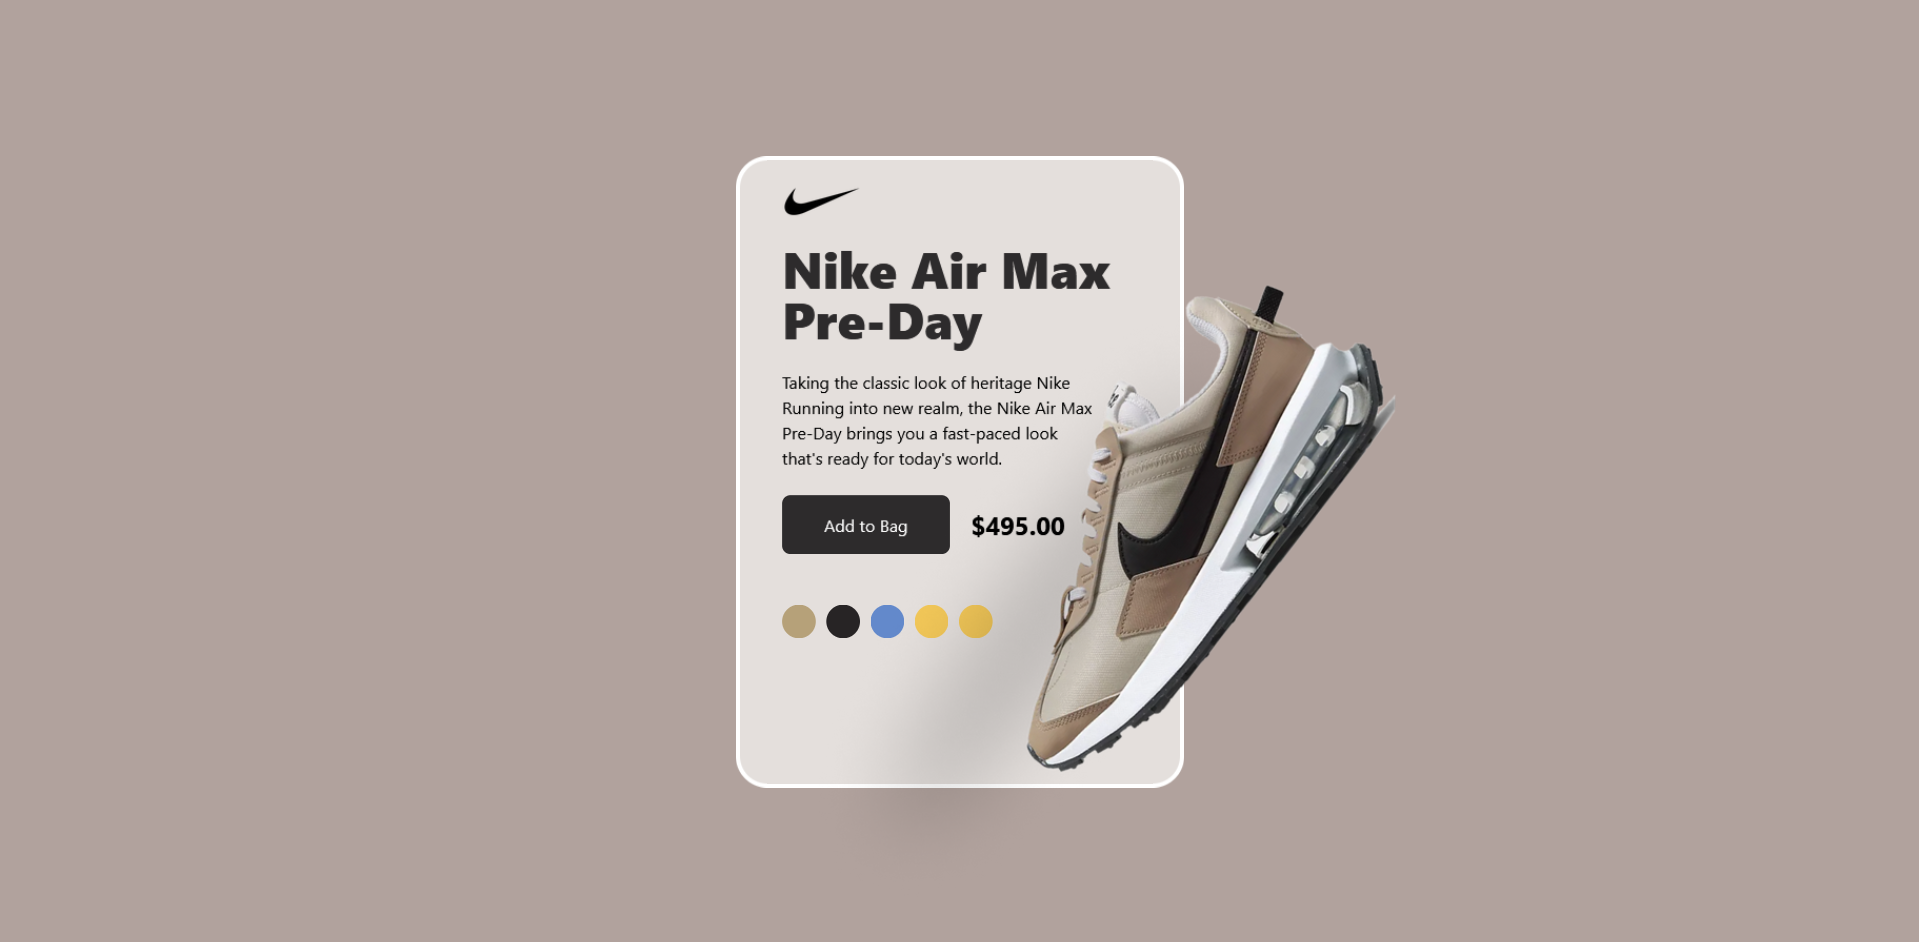 Nike Air Max
Pre-Day
Taking the classic look of heritage Nike
Running into new realm, the Nike Air Max
Pre-Day brings you a fast-paced look
that's ready for today's world.
Add to Bag
$495.00